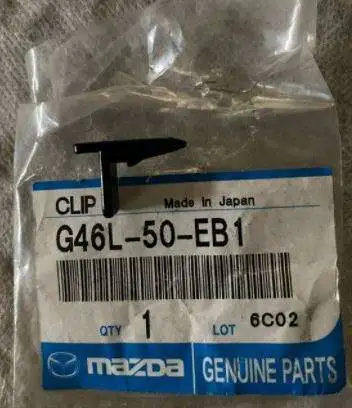 CLIP Made in Japan
G46L-50-EB1
QTY 1 LOT 6C02
mazda GENUINE PARTS